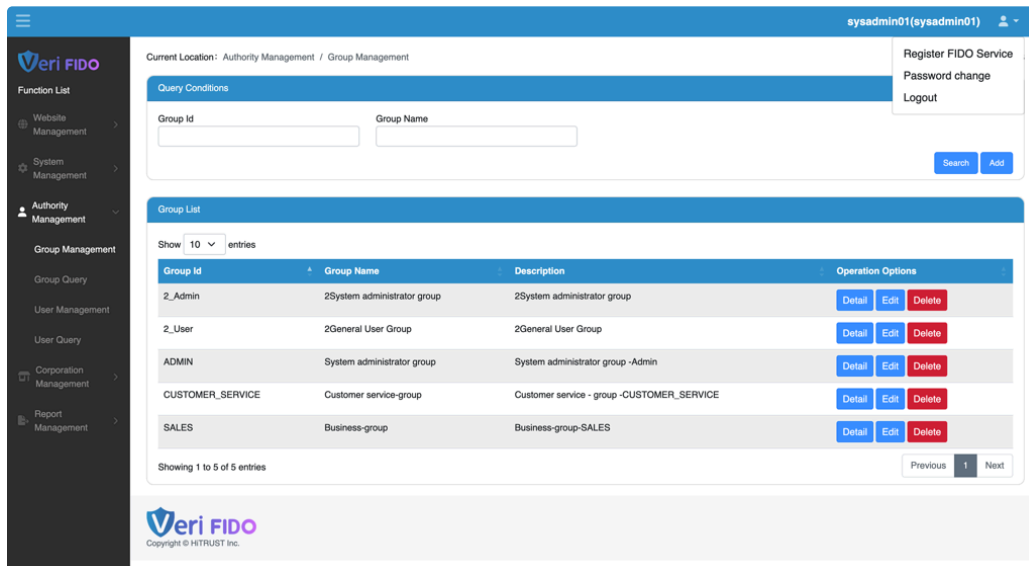 sysadmin01(sysadmin01)
Register FIDO Service
Password change
Logout
Veri FIDO
Function List
Website
Management
System
Management
Authority
Management
Group Management
Group Query
User Management
User Query
Corporation
Management
Report
Management
Current Location： Authority Management / Group Management
Query Conditions
Group Id Group Name
Search Add
Group List
Show 10 entries
Group Id Group Name Description Operation Options
2_Admin 2System administrator group 2System administrator group Detail Edit Delete
2_User 2General User Group 2General User Group Detail Edit Delete
ADMIN System administrator group System administrator group -Admin Detail Edit Delete
CUSTOMER_SERVICE Customer service-group Customer service - group -CUSTOMER_SERVICE Detail Edit Delete
SALES Business-group Business-group-SALES Detail Edit Delete
Showing 1 to 5 of 5 entries Previous 1 Next
Veri FIDO
Copyright © HiTRUST Inc.